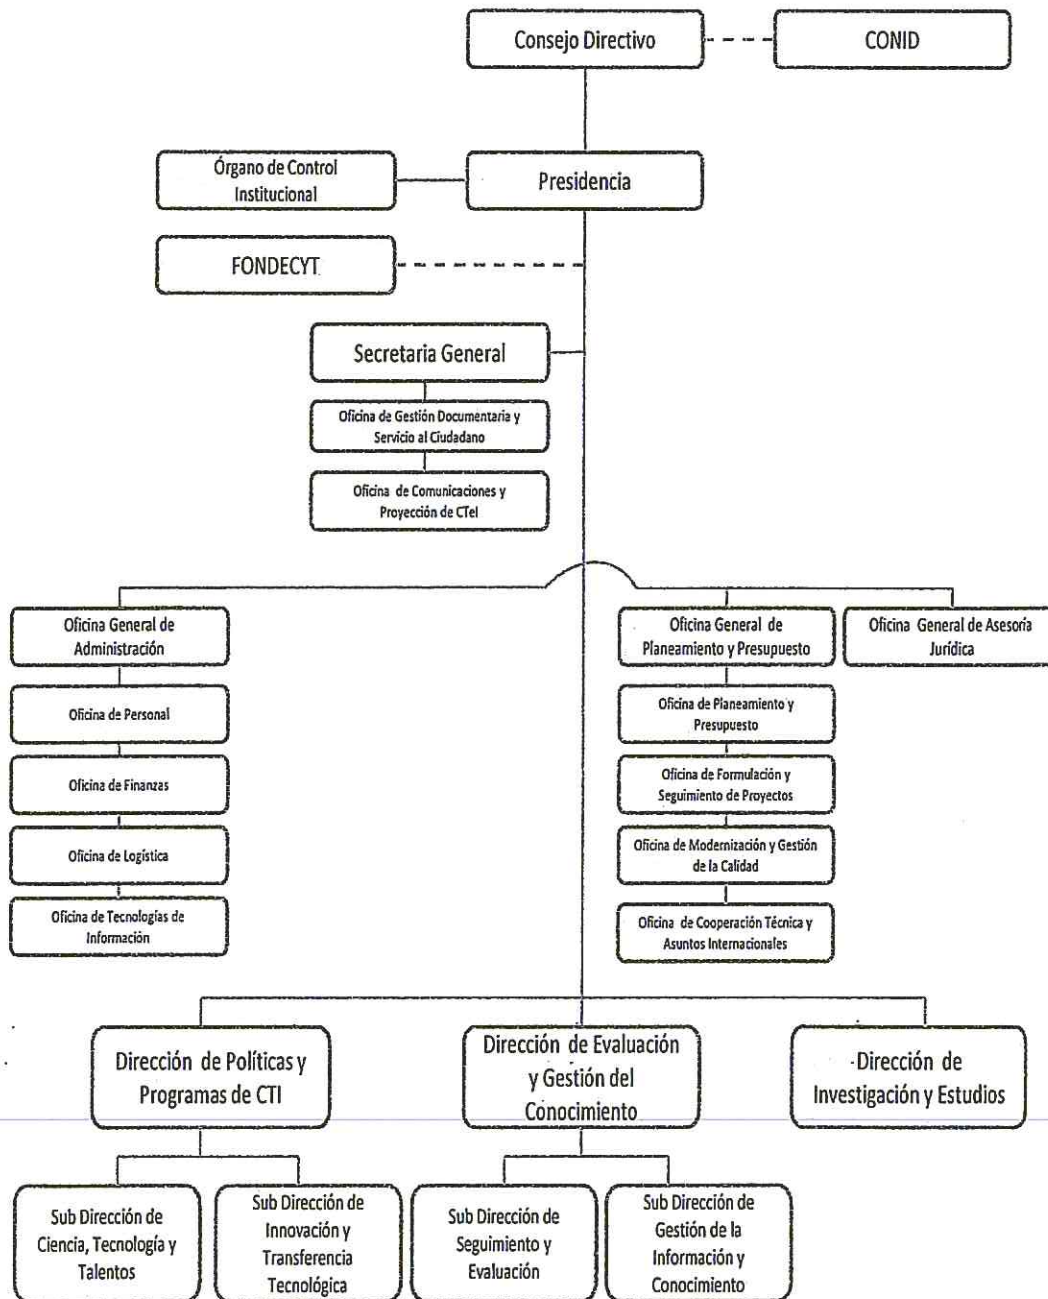 Consejo Directivo
CONID
Órgano de Control
Institucional
Presidencia
FONDECYT
Secretaria General
Oficina de Gestión Documentaria y
Servicio al Ciudadano
Oficina de Comunicaciones y
Proyección de CTeI
Oficina General de
Administración
Oficina de Personal
Oficina de Finanzas
Oficina de Logística
Oficina de Tecnologías de
Información
Oficina General de
Planeamiento y Presupuesto
Oficina de Planeamiento y
Presupuesto
Oficina de Formulación y
Seguimiento de Proyectos
Oficina de Modernización y Gestión
de la Calidad
Oficina de Cooperación Técnica y
Asuntos Internacionales
Oficina General de Asesoría
Jurídica
Dirección de Políticas y
Programas de CTI
Dirección de Evaluación
y Gestión del
Conocimiento
Dirección de
Investigación y Estudios
Sub Dirección de
Ciencia, Tecnología y
Talentos
Sub Dirección de
Innovación y
Transferencia
Tecnológica
Sub Dirección de
Seguimiento y
Evaluación
Sub Dirección de
Gestión de la
Información y
Conocimiento